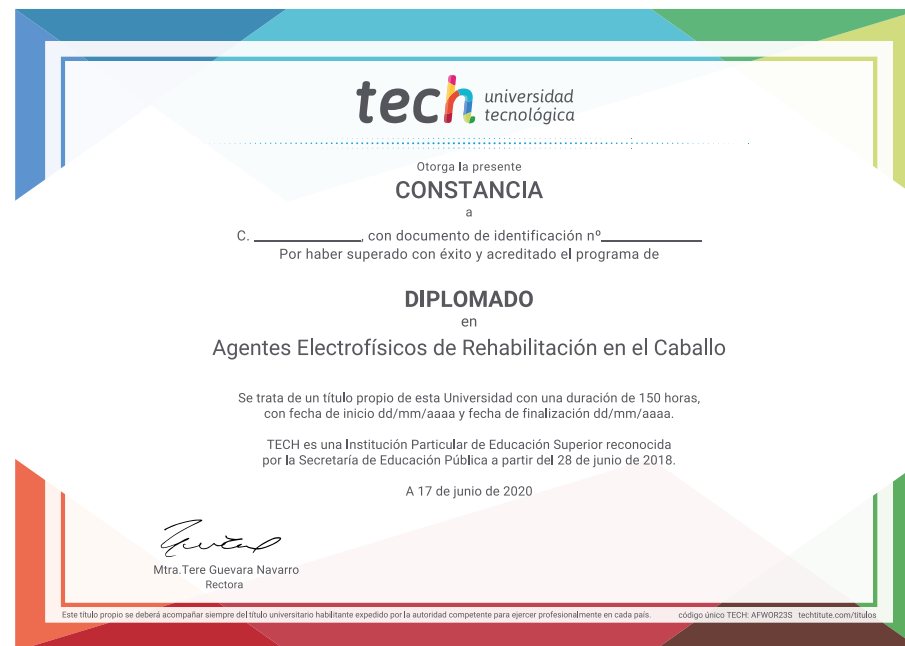 tech universidad
tecnológica
Otorga la presente
CONSTANCIA
a
C. ____________, con documento de identificación nº____________
Por haber superado con éxito y acreditado el programa de
DIPLOMADO
en
Agentes Electrofísicos de Rehabilitación en el Caballo
Se trata de un título propio de esta Universidad con una duración de 150 horas,
con fecha de inicio dd/mm/aaaa y fecha de finalización dd/mm/aaaa.
TECH es una Institución Particular de Educación Superior reconocida
por la Secretaría de Educación Pública a partir del 28 de junio de 2018.
A 17 de junio de 2020
Mtra.Tere Guevara Navarro
Rectora
Este título propio se deberá acompañar siempre del título universitario habilitante expedido por la autoridad competente para ejercer profesionalmente en cada país. código único TECH: AFWOR23S techtitute.com/titulos